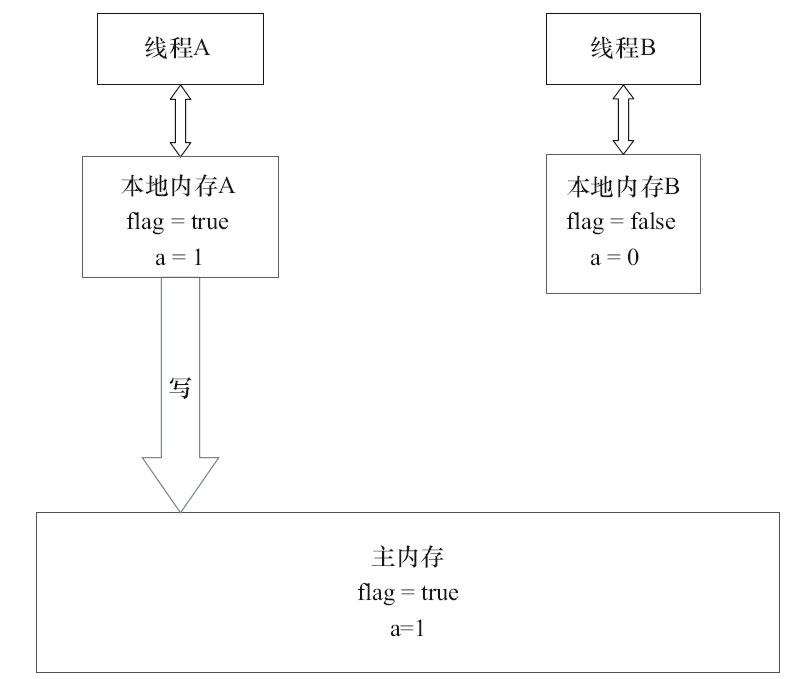 线程A
线程B
本地内存A
flag = true
a = 1
本地内存B
flag = false
a = 0
写
主内存
flag = true
a=1